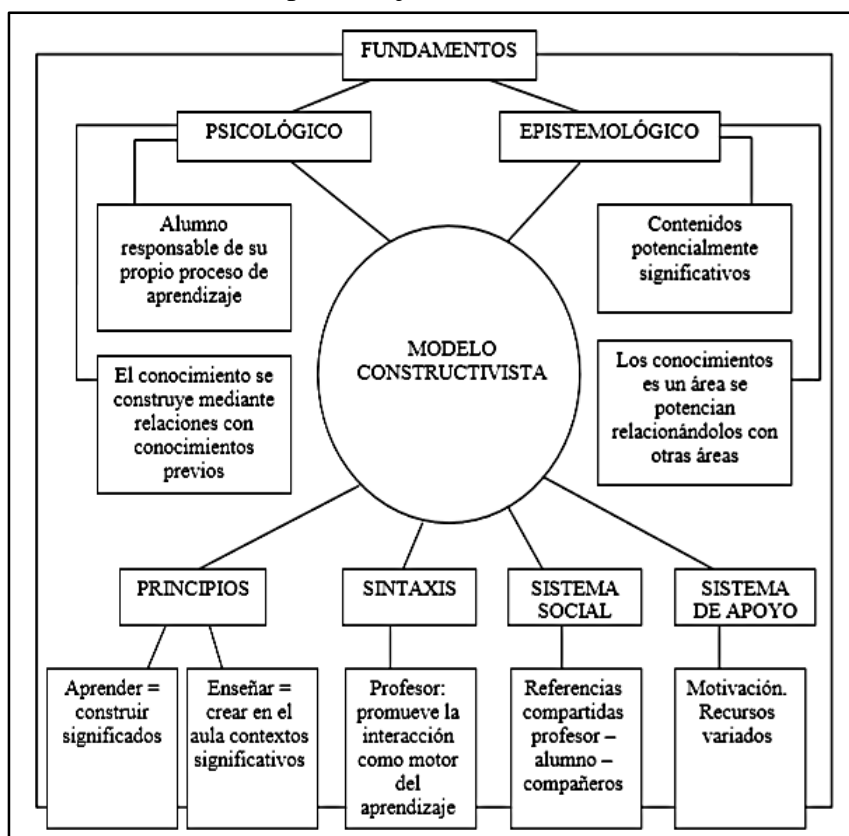 FUNDAMENTOS
PSICOLÓGICO
EPISTEMOLÓGICO
Alumno
responsable de su
propio proceso de
aprendizaje
Contenidos
potencialmente
significativos
MODELO
CONSTRUCTIVISTA
El conocimiento se
construye mediante
relaciones con
conocimientos
previos
Los conocimientos
es un área se
potencian
relacionándolos con
otras áreas
PRINCIPIOS
SINTAXIS
SISTEMA
SOCIAL
SISTEMA
DE APOYO
Aprender =
construir
significados
Enseñar =
crear en el
aula contextos
significativos
Profesor:
promueve la
interacción
como motor
del
aprendizaje
Referencias
compartidas
profesor –
alumno –
compañeros
Motivación.
Recursos
variados